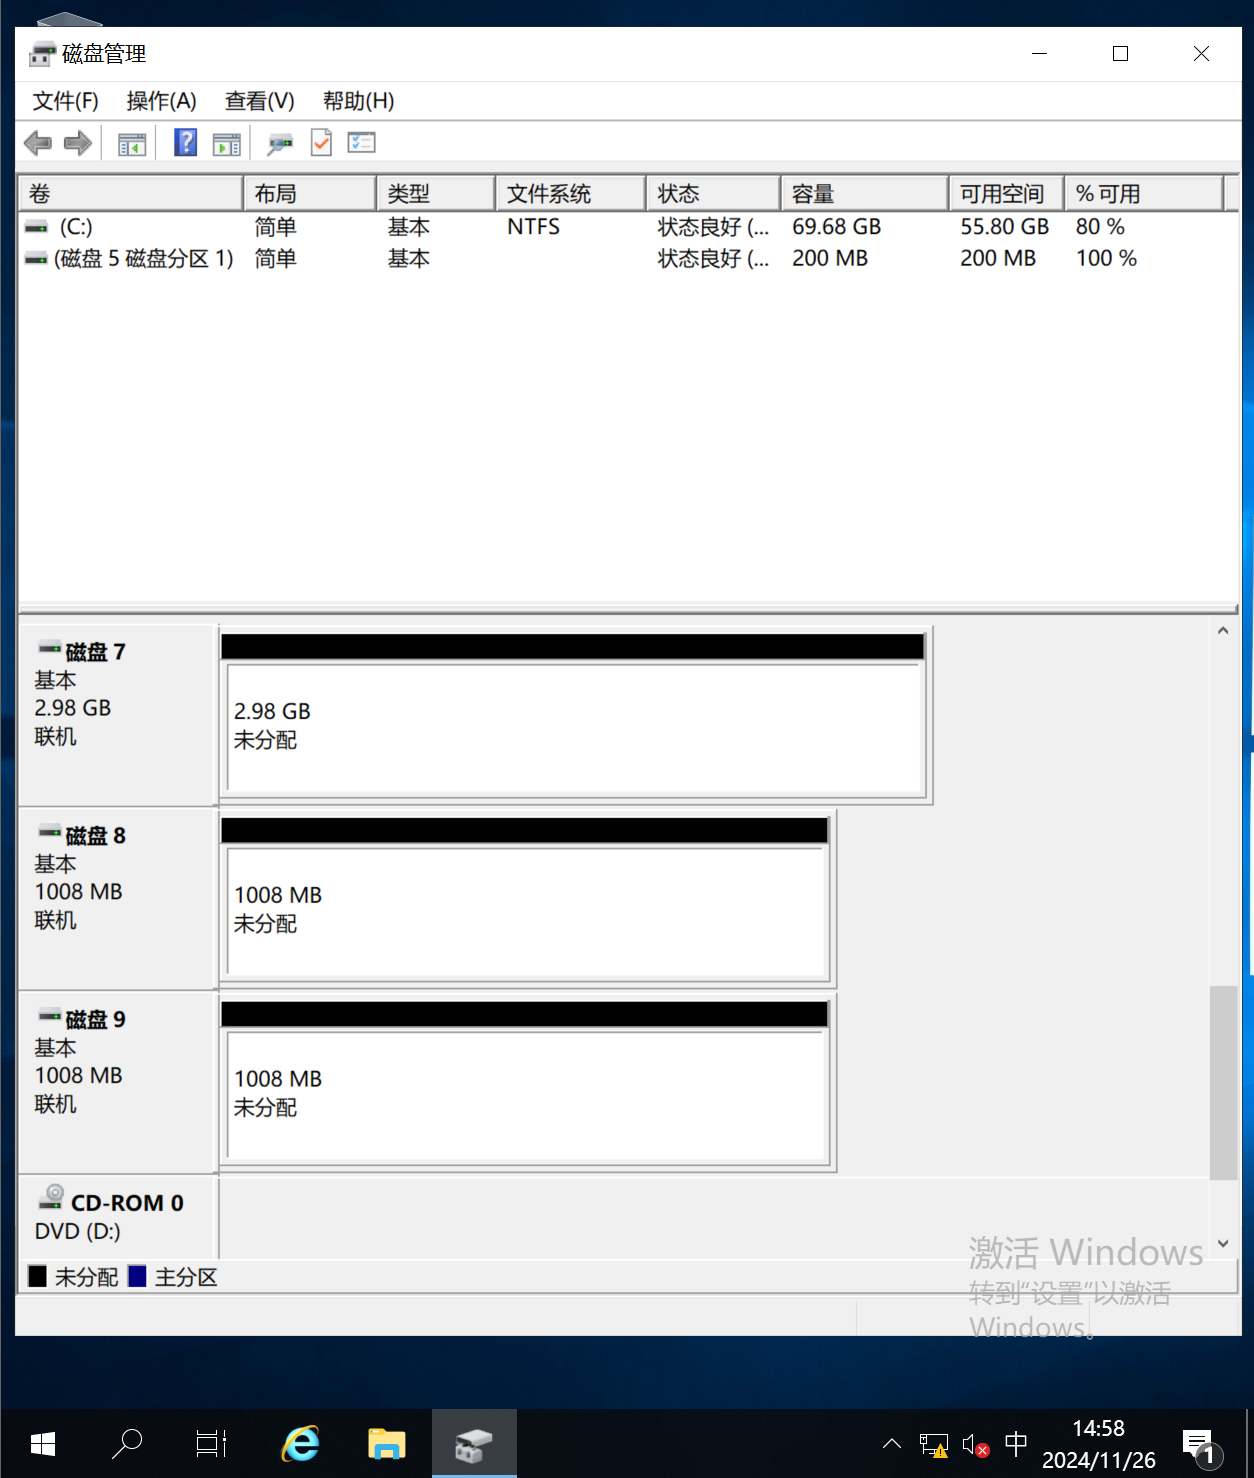 磁盘管理
文件(F) 操作(A) 查看(V) 帮助(H)
卷 布局 类型 文件系统 状态 容量 可用空间 % 可用
(C:) 简单 基本 NTFS 状态良好 (... 69.68 GB 55.80 GB 80 %
(磁盘 5 磁盘分区 1) 简单 基本 状态良好 (... 200 MB 200 MB 100 %
磁盘 7
基本
2.98 GB
联机
2.98 GB
未分配
磁盘 8
基本
1008 MB
联机
1008 MB
未分配
磁盘 9
基本
1008 MB
联机
1008 MB
未分配
CD-ROM 0
DVD (D:)
未分配 主分区
激活 Windows
转到“设置”以激活
Windows。
中
14:58
2024/11/26
1